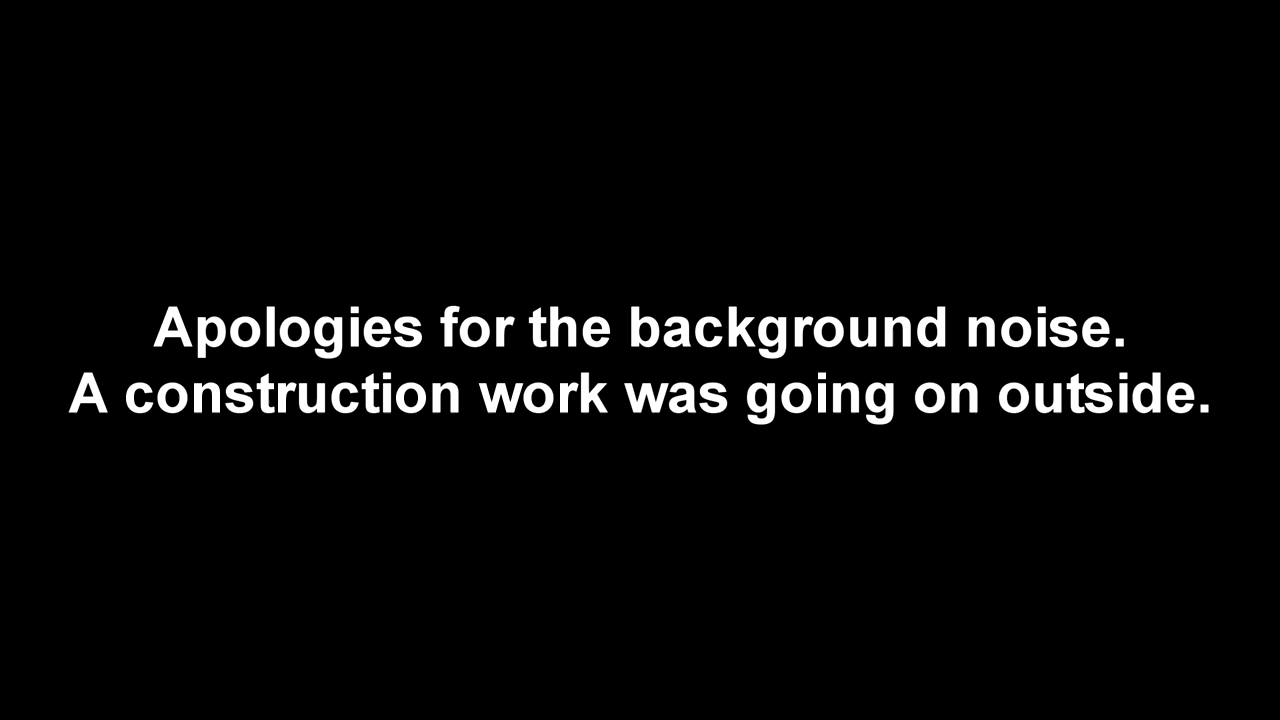 Apologies for the background noise.
A construction work was going on outside.